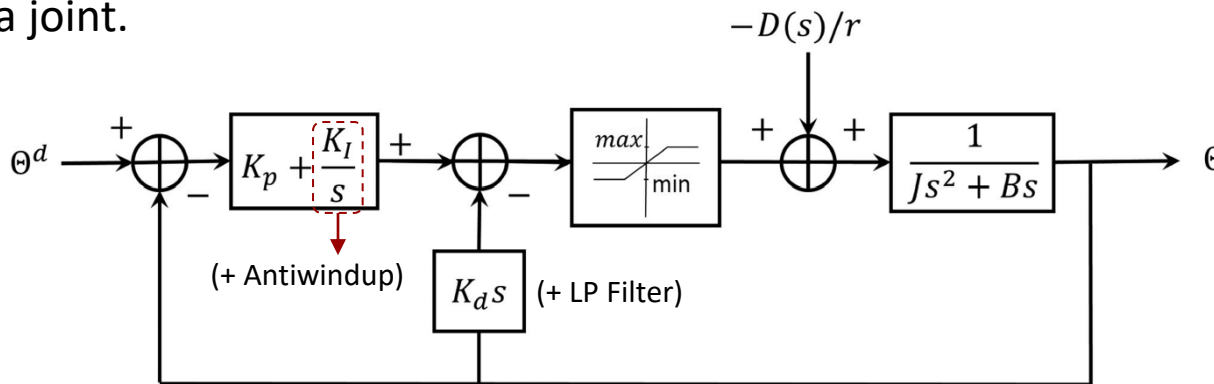 a joint.
−D(s)/r
Θ^d
+
−
K_p + K_I/s
+
−
max
min
+
+
1/(Js^2 + Bs)
Θ
(+ Antiwindup)
K_d s
(+ LP Filter)